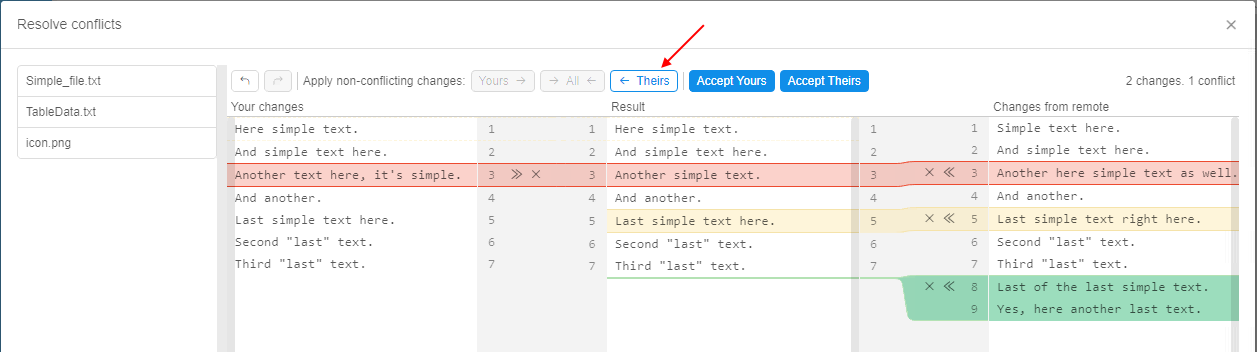 Resolve conflicts
Simple_file.txt
TableData.txt
icon.png
Apply non-conflicting changes: Yours → → All ← ← Theirs Accept Yours Accept Theirs 2 changes. 1 conflict
Your changes Result Changes from remote
Here simple text. 1 1 Here simple text. 1 1 Simple text here.
And simple text here. 2 2 And simple text here. 2 2 And simple text here.
Another text here, it's simple. 3 >> × 3 Another simple text. 3 × << 3 Another here simple text as well.
And another. 4 4 And another. 4 4 And another.
Last simple text here. 5 5 Last simple text here. 5 × << 5 Last simple text right here.
Second "last" text. 6 6 Second "last" text. 6 6 Second "last" text.
Third "last" text. 7 7 Third "last" text. 7 7 Third "last" text.
× << 8 Last of the last simple text.
9 Yes, here another last text.